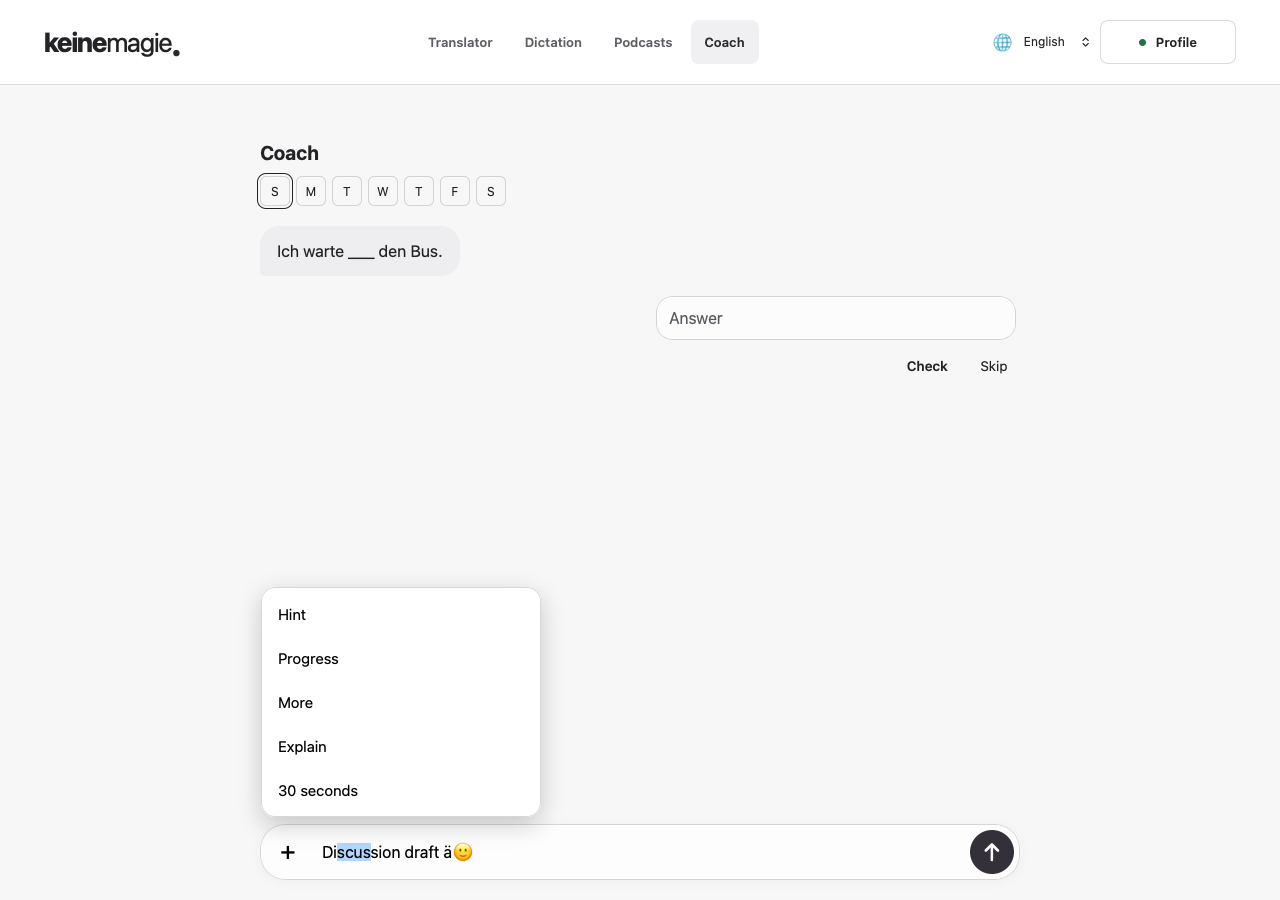 keinemagie.
Translator Dictation Podcasts Coach
English Profile
Coach
S M T W T F S
Ich warte ____ den Bus.
Answer
Check Skip
Hint
Progress
More
Explain
30 seconds
Discussion draft ä🙂